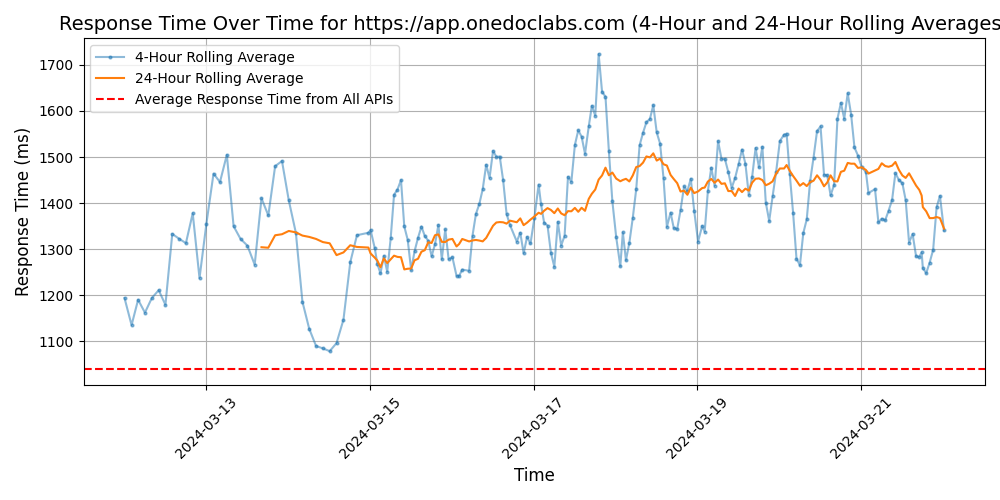 Response Time Over Time for https://app.onedoclabs.com (4-Hour and 24-Hour Rolling Averages
4-Hour Rolling Average
24-Hour Rolling Average
Average Response Time from All APIs
Response Time (ms)
1700
1600
1500
1400
1300
1200
1100
2024-03-13
2024-03-15
2024-03-17
2024-03-19
2024-03-21
Time